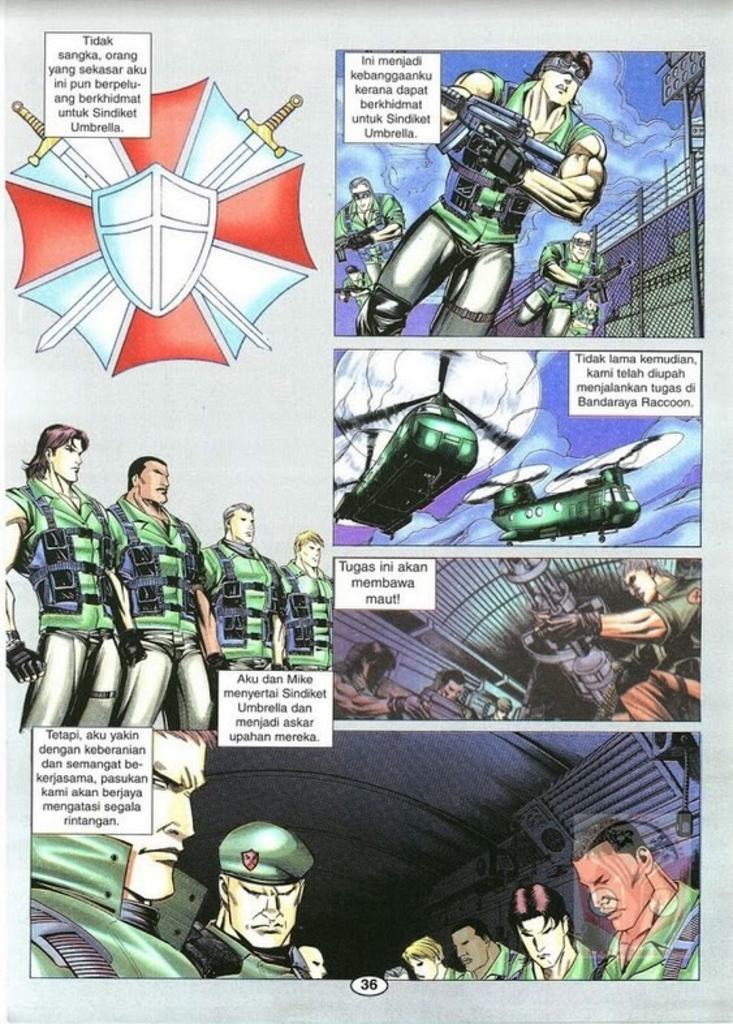 Tidak
sangka, orang
yang sekasar aku
ini pun berpelu-
ang berkhidmat
untuk Sindiket
Umbrella.
Ini menjadi
kebanggaanku
kerana dapat
berkhidmat
untuk Sindiket
Umbrella.
Aku dan Mike
menyertai Sindiket
Umbrella dan
menjadi askar
upahan mereka.
Tidak lama kemudian,
kami telah diupah
menjalankan tugas di
Bandaraya Raccoon.
Tugas ini akan
membawa
maut!
Tetapi, aku yakin
dengan keberanian
dan semangat be-
kerjasama, pasukan
kami akan berjaya
mengatasi segala
rintangan.
36